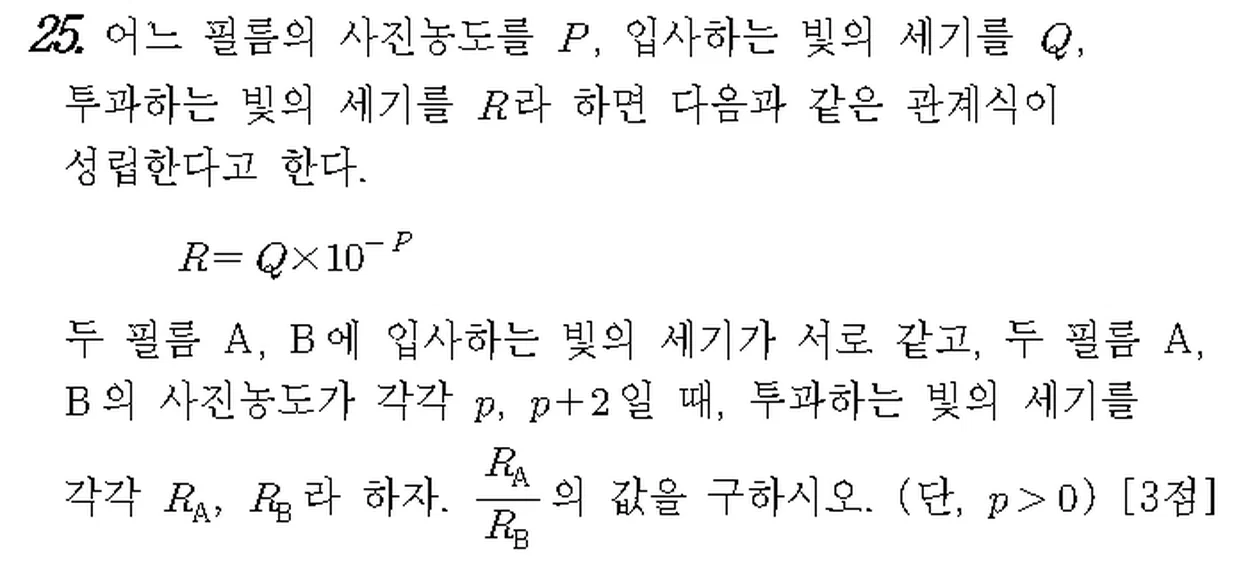 25. 어느 필름의 사진농도를 P, 입사하는 빛의 세기를 Q,
투과하는 빛의 세기를 R라 하면 다음과 같은 관계식이
성립한다고 한다.
R = Q×10^{-P}
두 필름 A, B에 입사하는 빛의 세기가 서로 같고, 두 필름 A,
B의 사진농도가 각각 p, p+2일 때, 투과하는 빛의 세기를
각각 R_A, R_B라 하자. R_A/R_B의 값을 구하시오. (단, p>0) [3점]